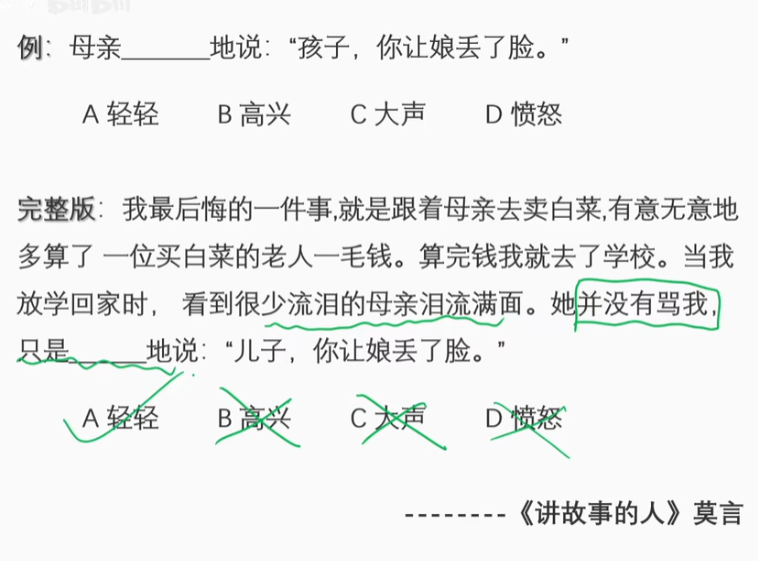 例：母亲______地说：“孩子，你让娘丢了脸。”
A 轻轻 B 高兴 C 大声 D 愤怒
完整版：我最后悔的一件事,就是跟着母亲去卖白菜,有意无意地
多算了 一位买白菜的老人一毛钱。算完钱我就去了学校。当我
放学回家时， 看到很少流泪的母亲泪流满面。她并没有骂我，
只是_____地说：“儿子，你让娘丢了脸。”
A 轻轻 B 高兴 C 大声 D 愤怒
--------《讲故事的人》莫言